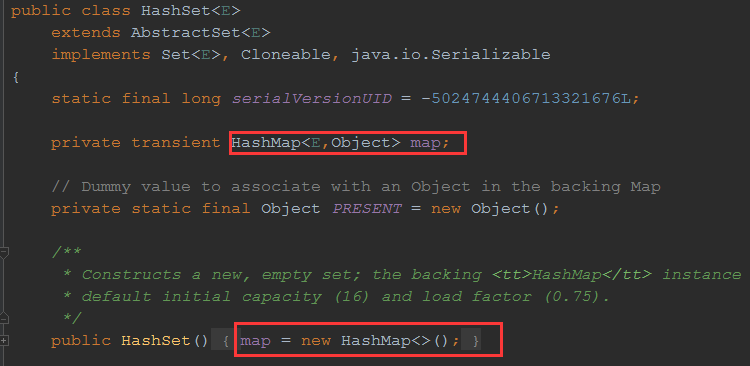 public class HashSet<E>
    extends AbstractSet<E>
    implements Set<E>, Cloneable, java.io.Serializable
{
    static final long serialVersionUID = -5024744406713321676L;
    private transient HashMap<E,Object> map;
    // Dummy value to associate with an Object in the backing Map
    private static final Object PRESENT = new Object();
    /**
     * Constructs a new, empty set; the backing <tt>HashMap</tt> instance
     * default initial capacity (16) and load factor (0.75).
     */
    public HashSet() { map = new HashMap<>(); }